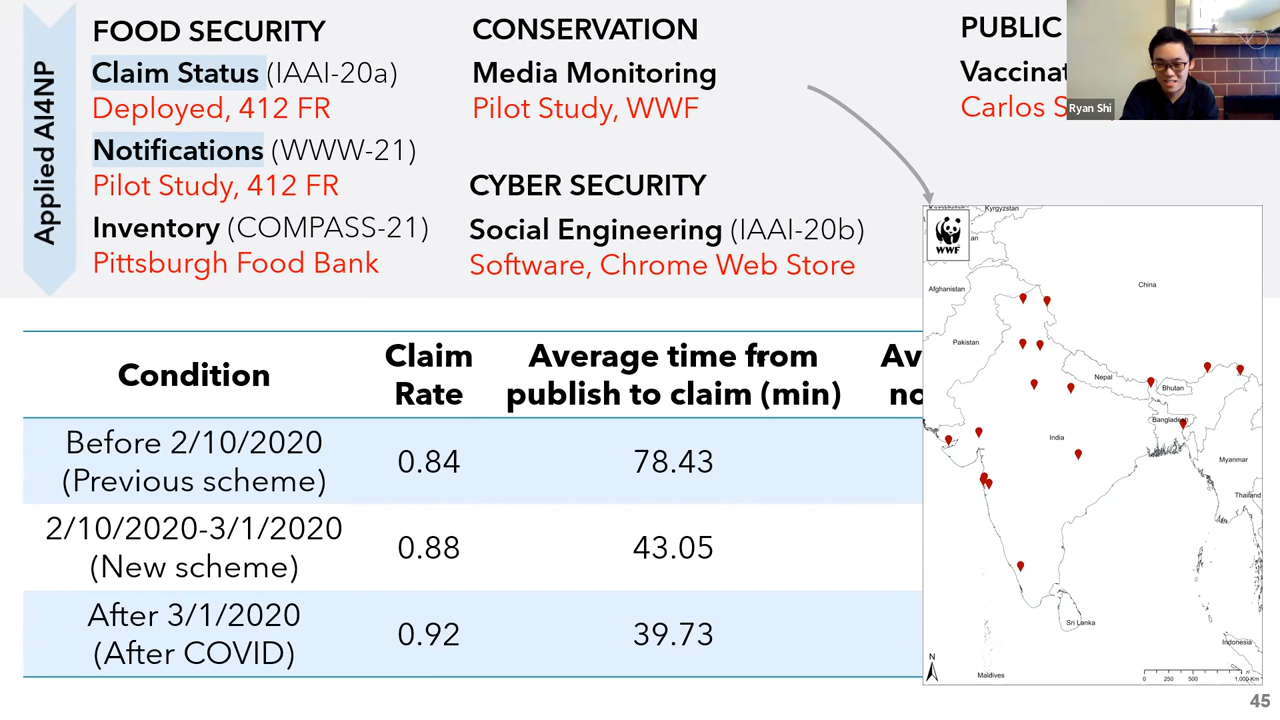 Applied AI4NP
FOOD SECURITY
Claim Status (IAAI-20a)
Deployed, 412 FR
Notifications (WWW-21)
Pilot Study, 412 FR
Inventory (COMPASS-21)
Pittsburgh Food Bank
CONSERVATION
Media Monitoring
Pilot Study, WWF
CYBER SECURITY
Social Engineering (IAAI-20b)
Software, Chrome Web Store
PUBLIC
Vaccinat
Carlos S
Ryan Shi
Condition
Claim Rate
Average time from
publish to claim (min)
Av
no
Before 2/10/2020
(Previous scheme)
0.84
78.43
2/10/2020-3/1/2020
(New scheme)
0.88
43.05
After 3/1/2020
(After COVID)
0.92
39.73
Kyrgyzstan
WWF
an
Afghanistan
China
Pakistan
Nepal
Bhutan
Bangladesh
India
Myanmar
Thailand
Sri Lanka
Indonesia
Maldives
N
0 250 500 1,000 Km
45